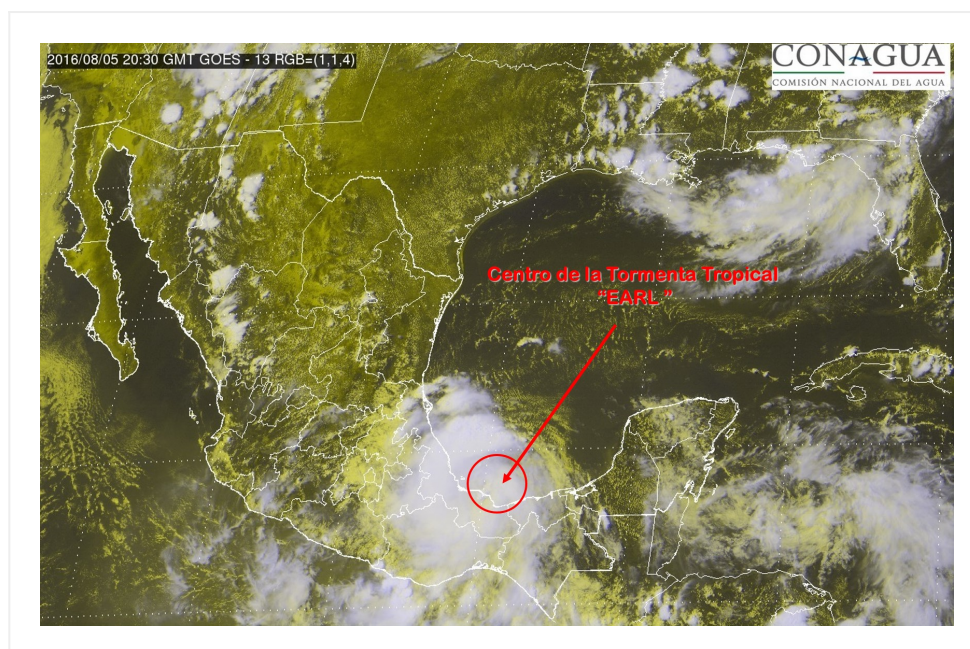 2016/08/05 20:30 GMT GOES - 13 RGB=(1,1,4)
CONAGUA
COMISIÓN NACIONAL DEL AGUA
Centro de la Tormenta Tropical
“EARL ”